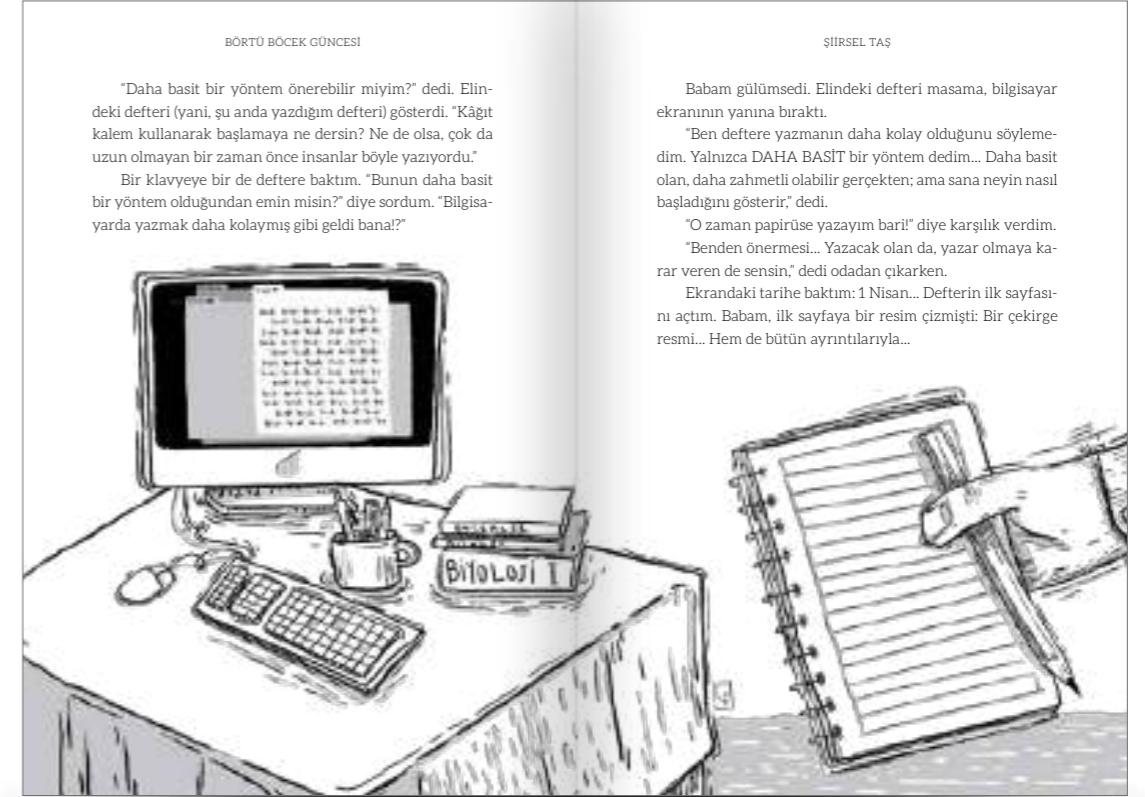 BÖRTÜ BÖCEK GÜNCESİ
“Daha basit bir yöntem önerebilir miyim?” dedi. Elin-
deki defteri (yani, şu anda yazdığım defteri) gösterdi. “Kâğıt
kalem kullanarak başlamaya ne dersin? Ne de olsa, çok da
uzun olmayan bir zaman önce insanlar böyle yazıyordu.”
Bir klavyeye bir de deftere baktım. “Bunun daha basit
bir yöntem olduğundan emin misin?” diye sordum. “Bilgisa-
yarda yazmak daha kolaymış gibi geldi bana!?”
BiYOLOJi I
ŞİİRSEL TAŞ
Babam gülümsedi. Elindeki defteri masama, bilgisayar
ekranının yanına bıraktı.
“Ben deftere yazmanın daha kolay olduğunu söyleme-
dim. Yalnızca DAHA BASİT bir yöntem dedim... Daha basit
olan, daha zahmetli olabilir gerçekten; ama sana neyin nasıl
başladığını gösterir,” dedi.
“O zaman papirüse yazayım bari!” diye karşılık verdim.
“Benden önermesi... Yazacak olan da, yazar olmaya ka-
rar veren de sensin,” dedi odadan çıkarken.
Ekrandaki tarihe baktım: 1 Nisan... Defterin ilk sayfası-
nı açtım. Babam, ilk sayfaya bir resim çizmişti: Bir çekirge
resmi... Hem de bütün ayrıntılarıyla...